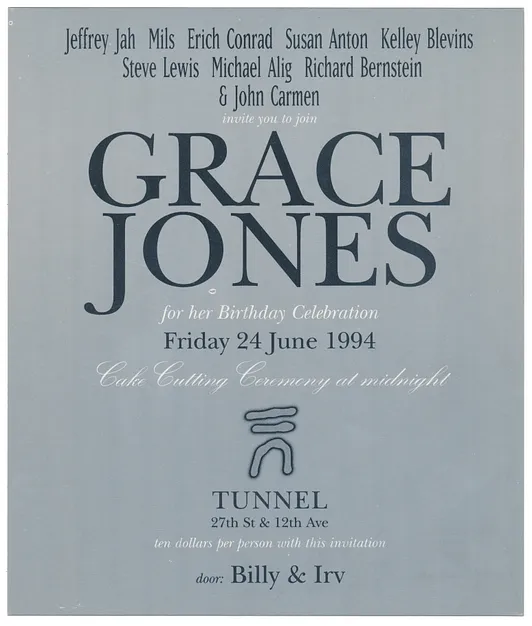 Jeffrey Jah Mils Erich Conrad Susan Anton Kelley Blevins
Steve Lewis Michael Alig Richard Bernstein
& John Carmen
invite you to join
GRACE
JONES
for her Birthday Celebration
Friday 24 June 1994
Cake Cutting Ceremony at midnight
TUNNEL
27th St & 12th Ave
ten dollars per person with this invitation
door: Billy & Irv